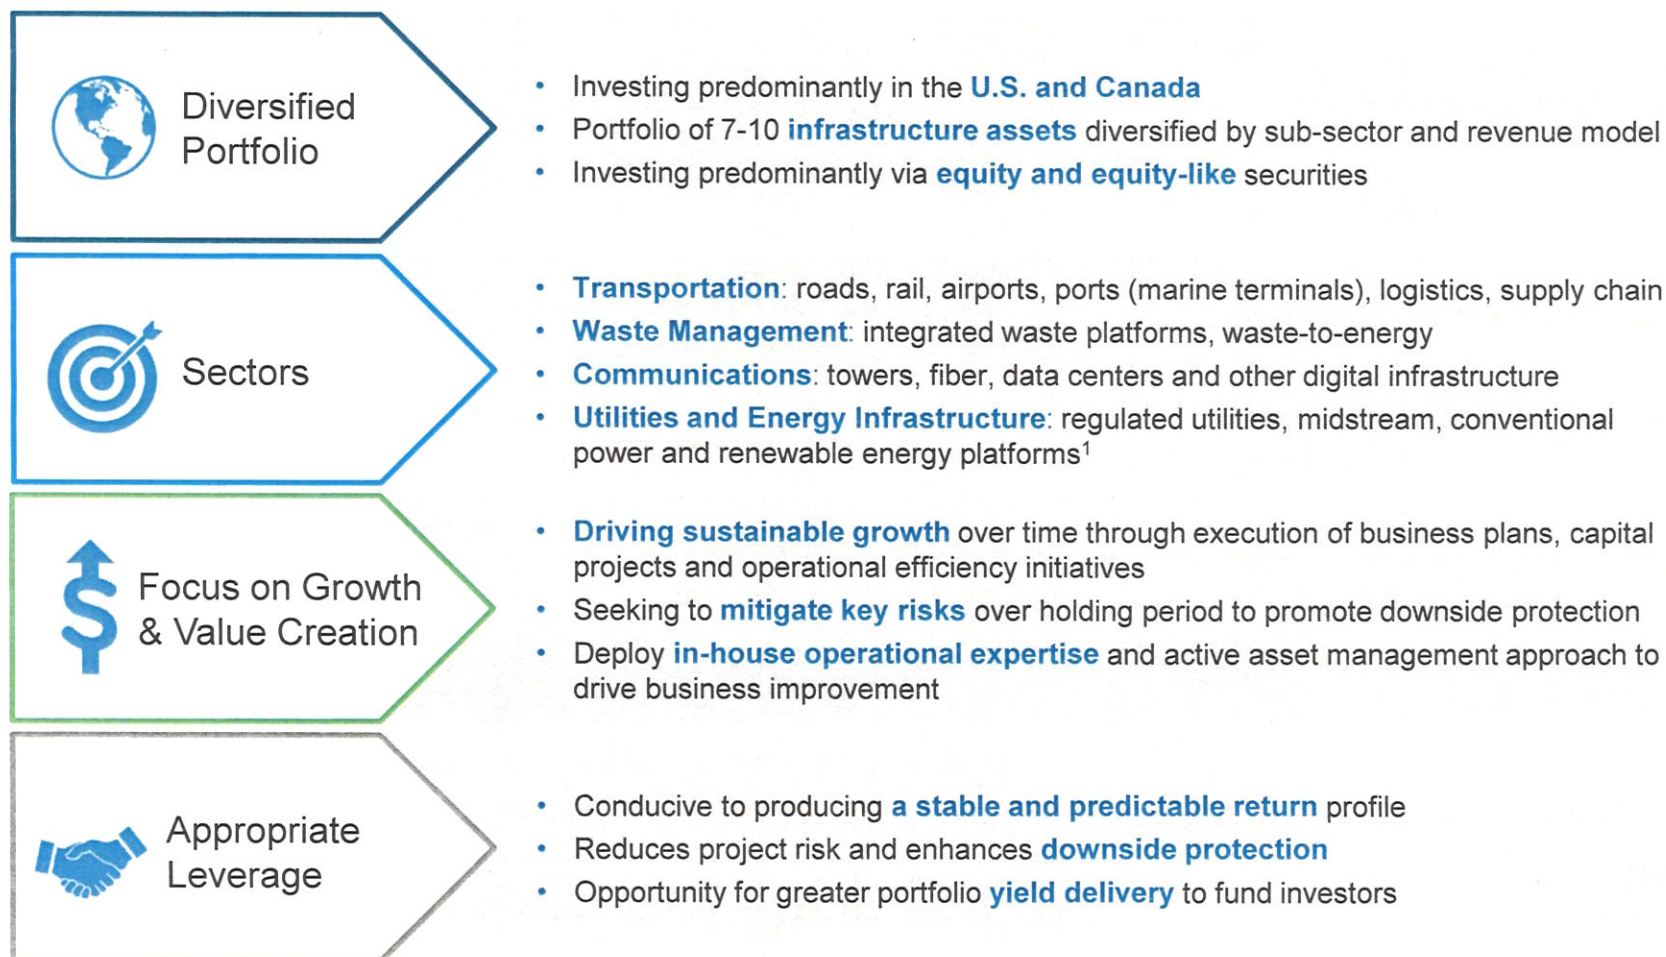 Diversified
Portfolio
• Investing predominantly in the U.S. and Canada
• Portfolio of 7-10 infrastructure assets diversified by sub-sector and revenue model
• Investing predominantly via equity and equity-like securities
Sectors
• Transportation: roads, rail, airports, ports (marine terminals), logistics, supply chain
• Waste Management: integrated waste platforms, waste-to-energy
• Communications: towers, fiber, data centers and other digital infrastructure
• Utilities and Energy Infrastructure: regulated utilities, midstream, conventional
power and renewable energy platforms¹
Focus on Growth
& Value Creation
• Driving sustainable growth over time through execution of business plans, capital
projects and operational efficiency initiatives
• Seeking to mitigate key risks over holding period to promote downside protection
• Deploy in-house operational expertise and active asset management approach to
drive business improvement
Appropriate
Leverage
• Conducive to producing a stable and predictable return profile
• Reduces project risk and enhances downside protection
• Opportunity for greater portfolio yield delivery to fund investors